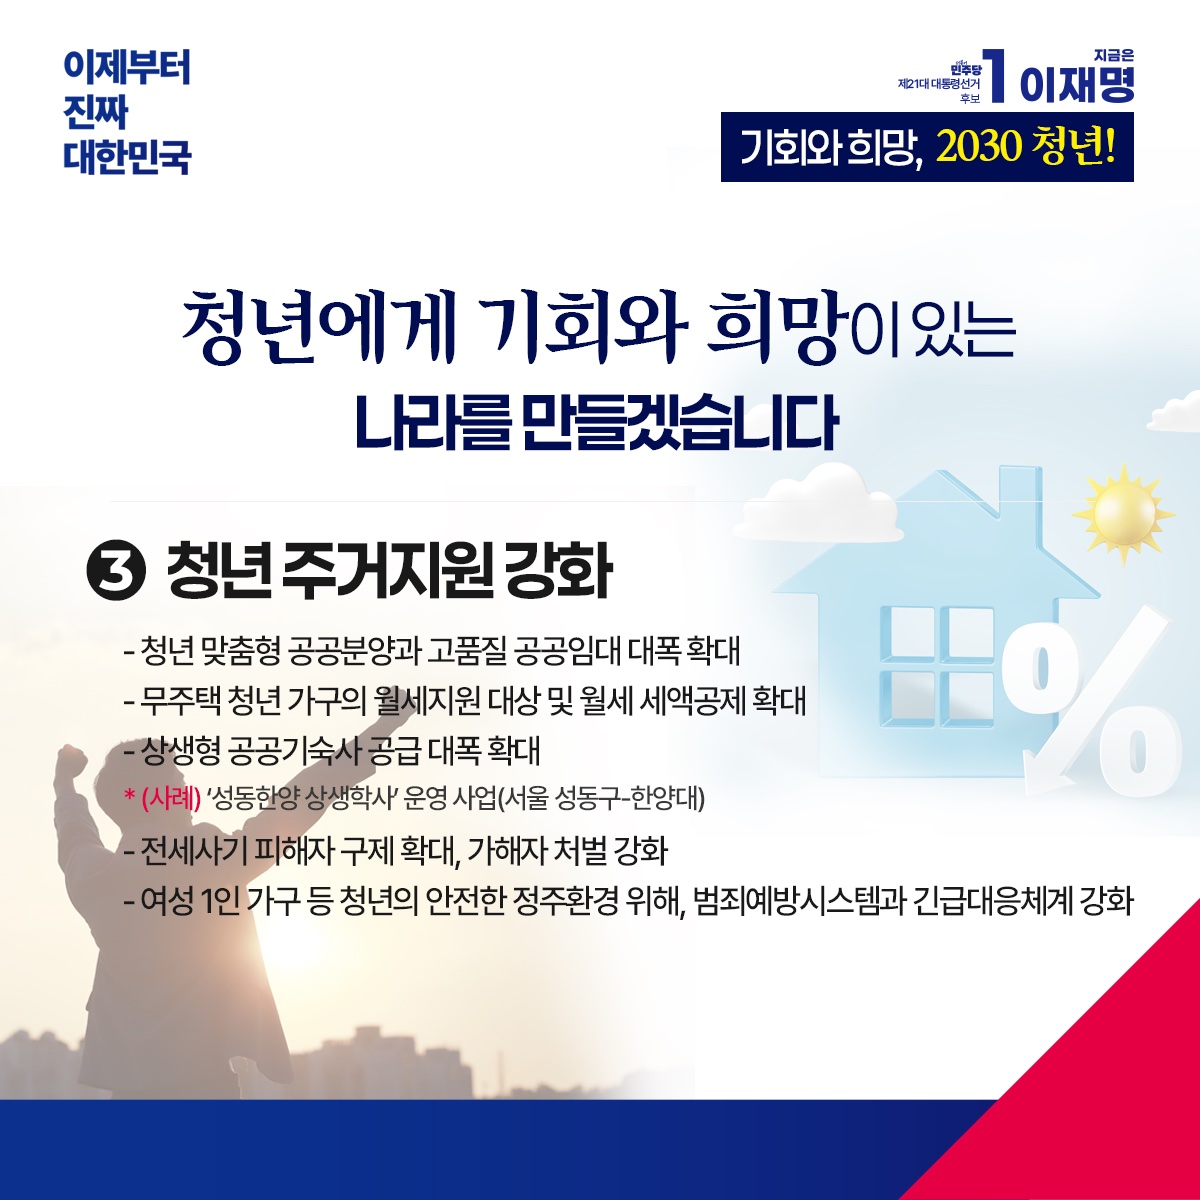 이제부터
진짜
대한민국
지금은
민주당
제21대 대통령선거
후보
1 이재명
기회와 희망, 2030 청년!
청년에게 기회와 희망이 있는
나라를 만들겠습니다
3 청년 주거지원 강화
- 청년 맞춤형 공공분양과 고품질 공공임대 대폭 확대
- 무주택 청년 가구의 월세지원 대상 및 월세 세액공제 확대
- 상생형 공공기숙사 공급 대폭 확대
* (사례) ‘성동한양 상생학사’ 운영 사업(서울 성동구-한양대)
- 전세사기 피해자 구제 확대, 가해자 처벌 강화
- 여성 1인 가구 등 청년의 안전한 정주환경 위해, 범죄예방시스템과 긴급대응체계 강화
%